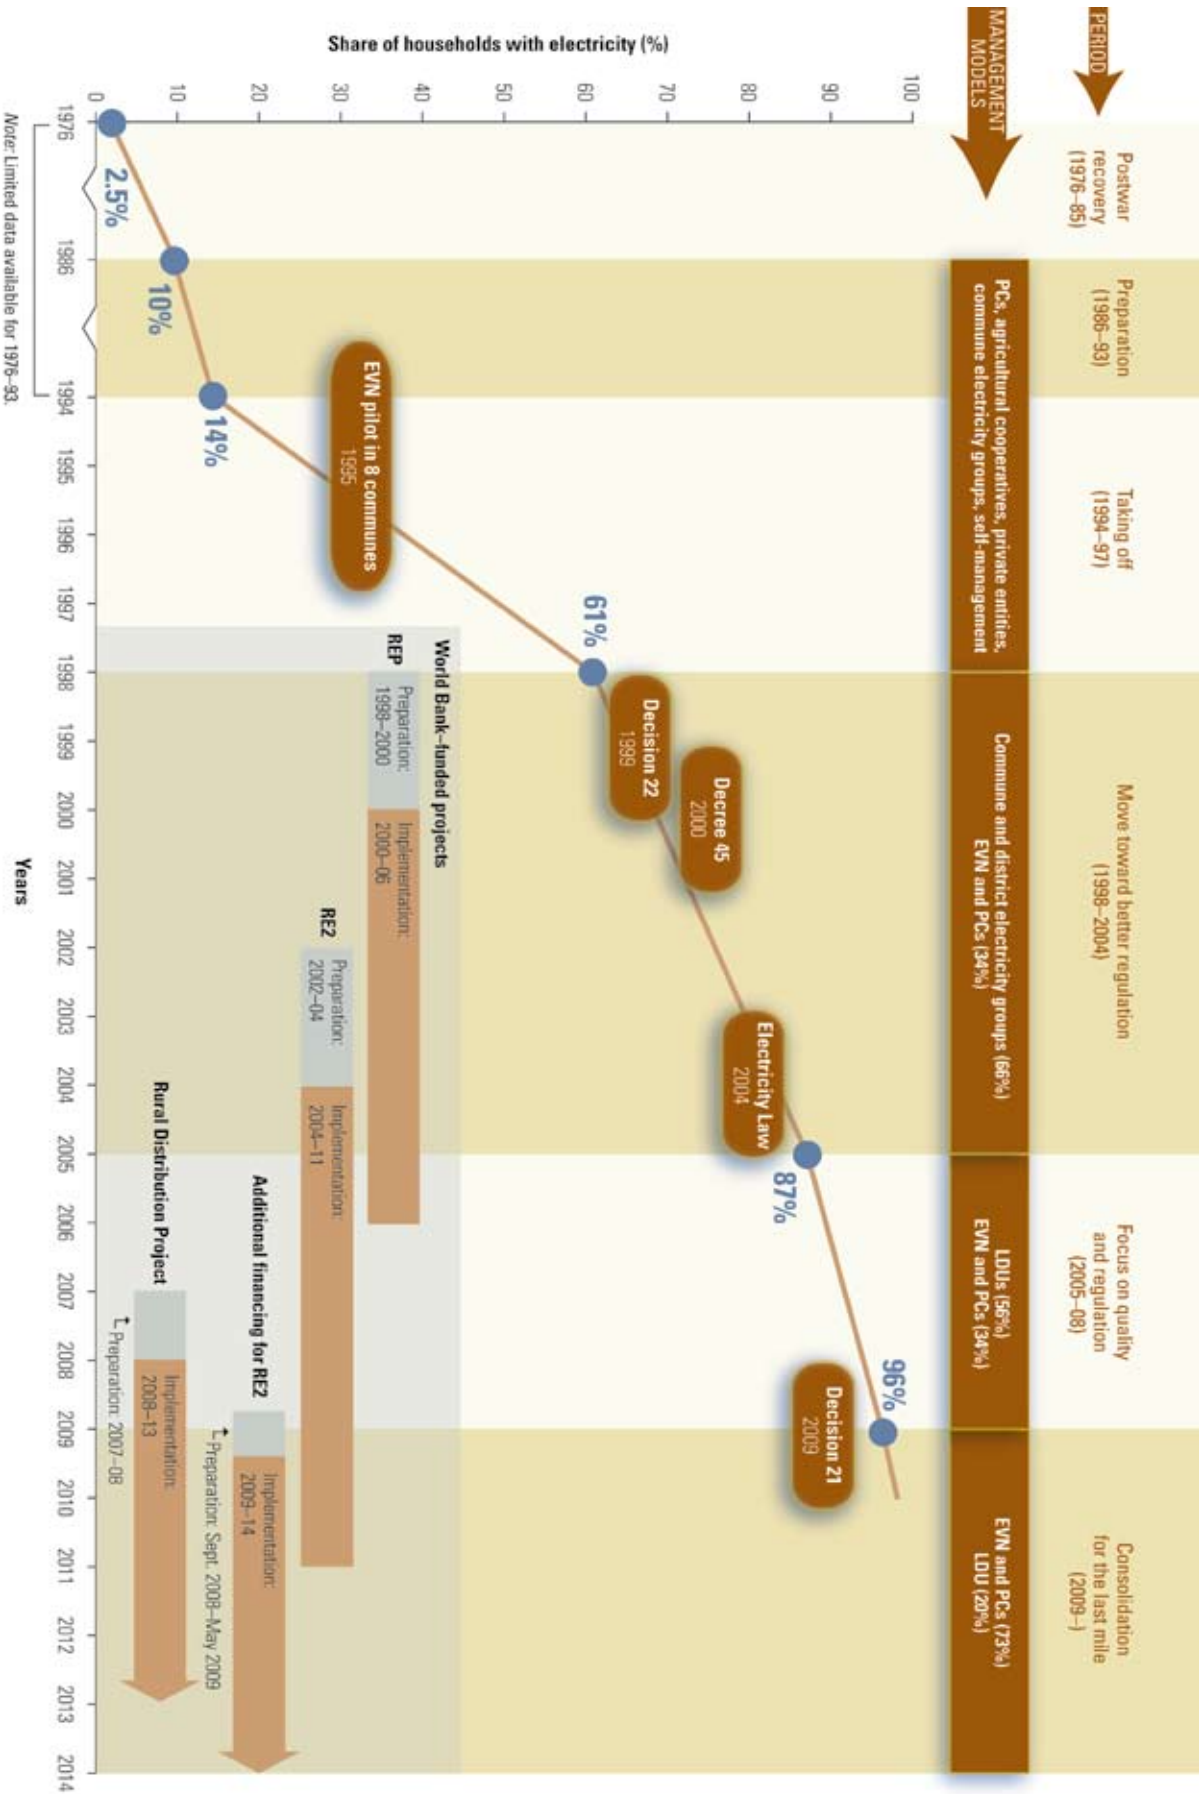 PERIOD
Postwar
recovery
(1976–85)
Preparation
(1986–93)
Taking off
(1994–97)
Move toward better regulation
(1998–2004)
Focus on quality
and regulation
(2005–08)
Consolidation
for the last mile
(2009–)
MANAGEMENT
MODELS
PCs, agricultural cooperatives, private entities,
commune electricity groups, self-management
Commune and district electricity groups (66%)
EVN and PCs (34%)
LDUs (56%)
EVN and PCs (34%)
EVN and PCs (73%)
LDU (20%)
Share of households with electricity (%)
100
90
80
70
60
50
40
30
20
10
0
2.5%
10%
14%
61%
87%
96%
EVN pilot in 8 communes
1995
Decision 22
1999
Decree 45
2000
Electricity Law
2004
Decision 21
2009
World Bank–funded projects
REP
Preparation:
1998–2000
Implementation:
2000–06
RE2
Preparation:
2002–04
Implementation:
2004–11
Additional financing for RE2
Implementation:
2009–14
Preparation: Sept. 2008–May 2009
Rural Distribution Project
Implementation:
2008–13
Preparation: 2007–08
1976
1986
1994
1995
1996
1997
1998
1999
2000
2001
2002
2003
2004
2005
2006
2007
2008
2009
2010
2011
2012
2013
2014
Years
Note: Limited data available for 1976–93.